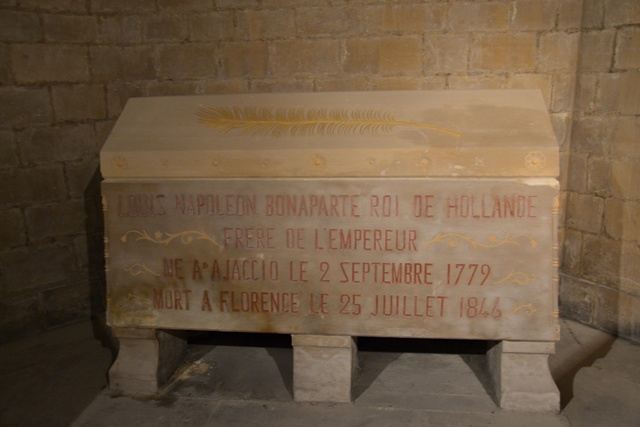 LOUIS NAPOLEON BONAPARTE ROI DE HOLLANDE
FRÈRE DE L'EMPEREUR
NE A AJACCIO LE 2 SEPTEMBRE 1779
MORT A FLORENCE LE 25 JUILLET 1846